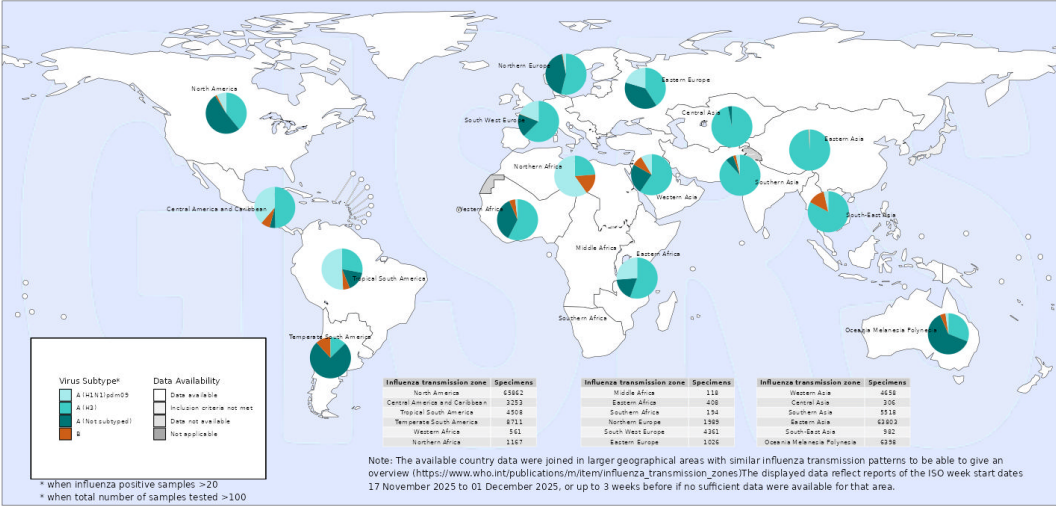 Northern Europe
Eastern Europe
North America
Central Asia
South West Europe
Eastern Asia
Northern Africa
Southern Asia
Western Asia
Central America and Caribbean
Western Africa
South-East Asia
Middle Africa
Eastern Africa
Tropical South America
Southern Africa
Oceania Melanesia Polynesia
Temperate South America
Virus Subtype* Data Availability
A(H1N1)pdm09 Data available
A(H3) Inclusion criteria not met
A(Not subtyped) Data not available
B Not applicable
* when influenza positive samples >20
* when total number of samples tested >100
Influenza transmission zone Specimens
North America 65862
Central America and Caribbean 3253
Tropical South America 4508
Temperate South America 8711
Western Africa 561
Northern Africa 1167
Influenza transmission zone Specimens
Middle Africa 118
Eastern Africa 408
Southern Africa 194
Northern Europe 1989
South West Europe 4361
Eastern Europe 1026
Influenza transmission zone Specimens
Western Asia 4658
Central Asia 306
Southern Asia 5518
Eastern Asia 63803
South-East Asia 982
Oceania Melanesia Polynesia 6398
Note: The available country data were joined in larger geographical areas with similar influenza transmission patterns to be able to give an
overview (https://www.who.int/publications/m/item/influenza_transmission_zones)The displayed data reflect reports of the ISO week start dates
17 November 2025 to 01 December 2025, or up to 3 weeks before if no sufficient data were available for that area.